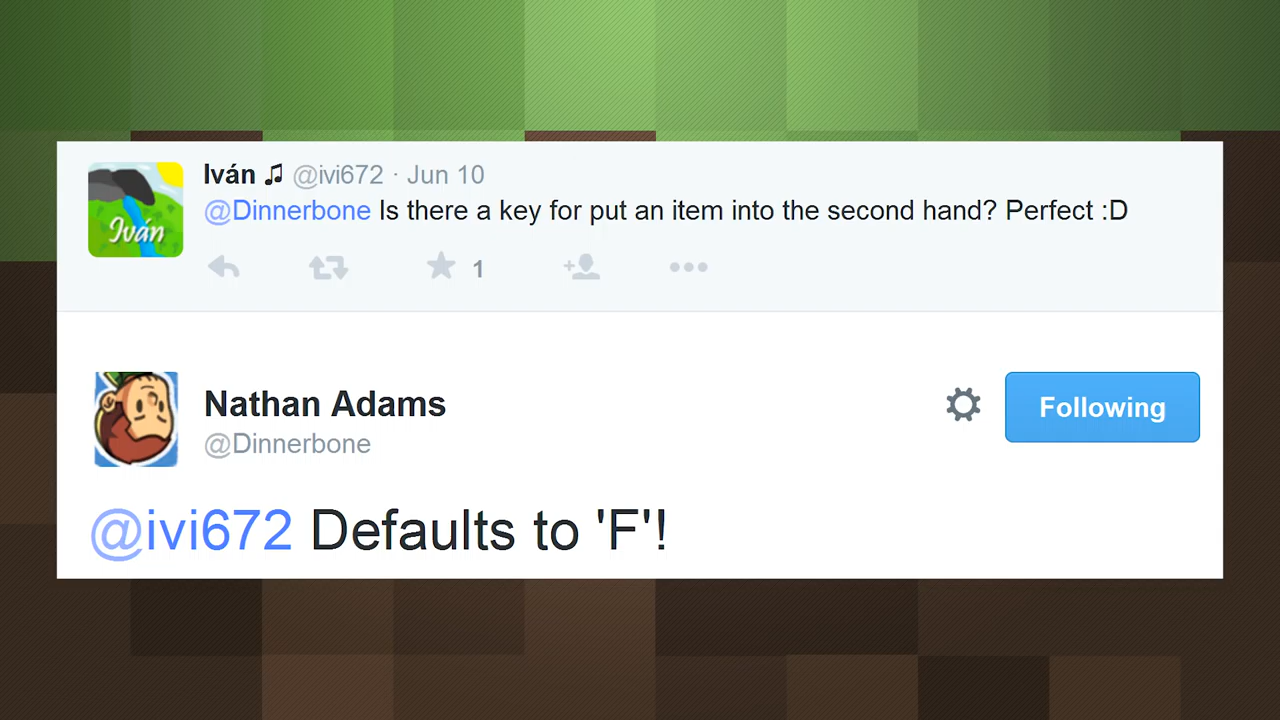 Iván ♫ @ivi672 · Jun 10
@Dinnerbone Is there a key for put an item into the second hand? Perfect :D
1
Iván
Nathan Adams
@Dinnerbone
Following
@ivi672 Defaults to 'F'!